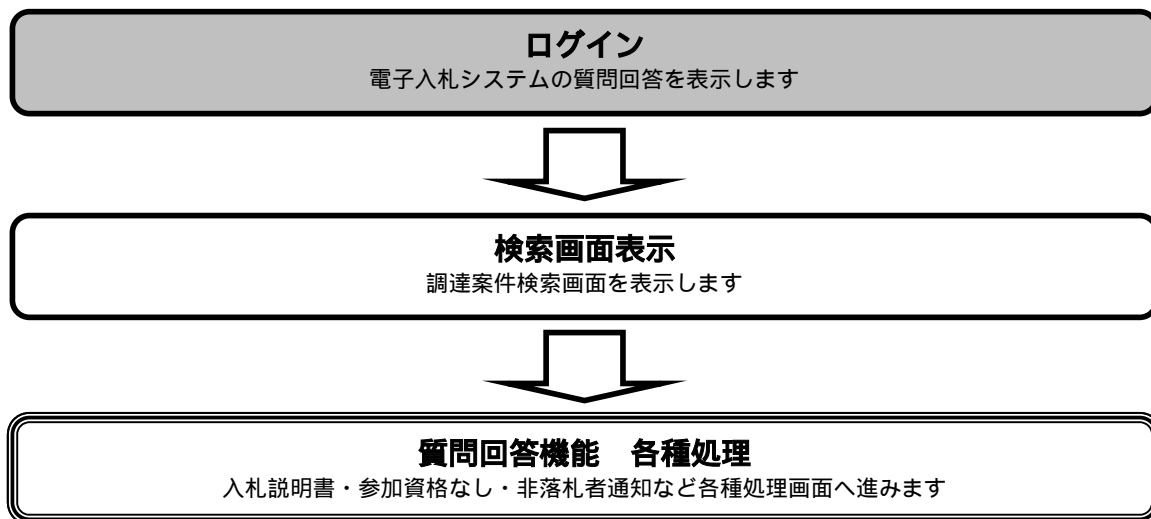 ログイン
電子入札システムの質問回答を表示します
検索画面表示
調達案件検索画面を表示します
質問回答機能　各種処理
入札説明書・参加資格なし・非落札者通知など各種処理画面へ進みます